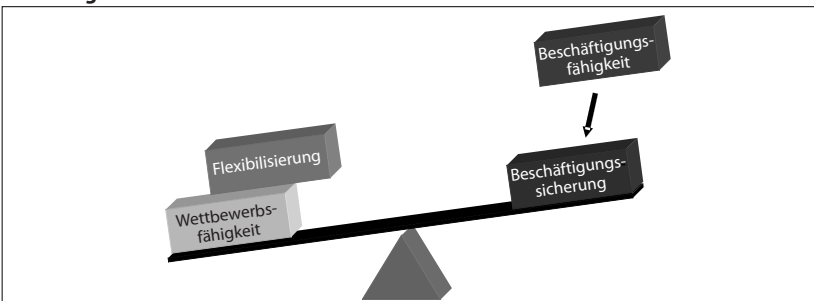 Beschäftigungs-
fähigkeit
Flexibilisierung
Beschäftigungs-
sicherung
Wettbewerbs-
fähigkeit